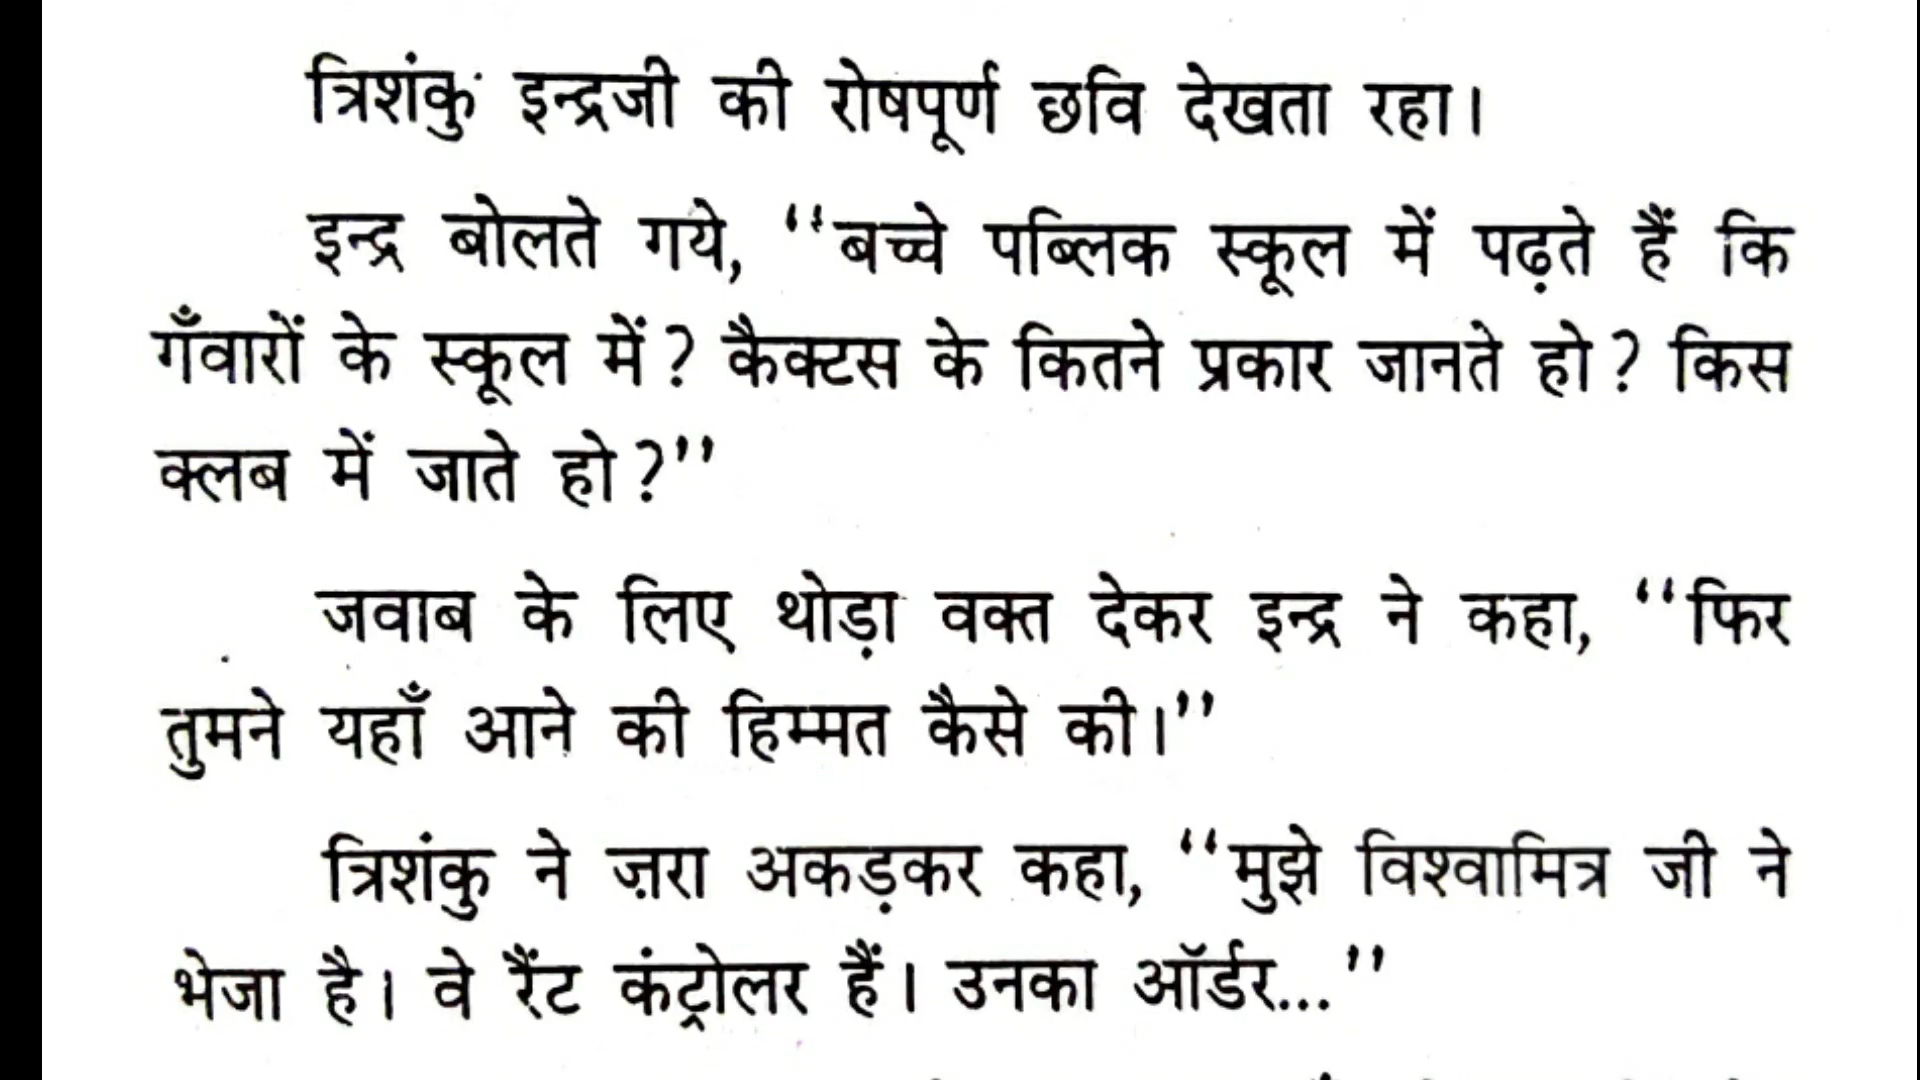 त्रिशंकु इन्द्रजी की रोषपूर्ण छवि देखता रहा।
इन्द्र बोलते गये, ‘‘बच्चे पब्लिक स्कूल में पढ़ते हैं कि
गँवारों के स्कूल में? कैक्टस के कितने प्रकार जानते हो? किस
क्लब में जाते हो?’’
जवाब के लिए थोड़ा वक्त देकर इन्द्र ने कहा, ‘‘फिर
तुमने यहाँ आने की हिम्मत कैसे की।’’
त्रिशंकु ने ज़रा अकड़कर कहा, ‘‘मुझे विश्वामित्र जी ने
भेजा है। वे रैंट कंट्रोलर हैं। उनका ऑर्डर...’’